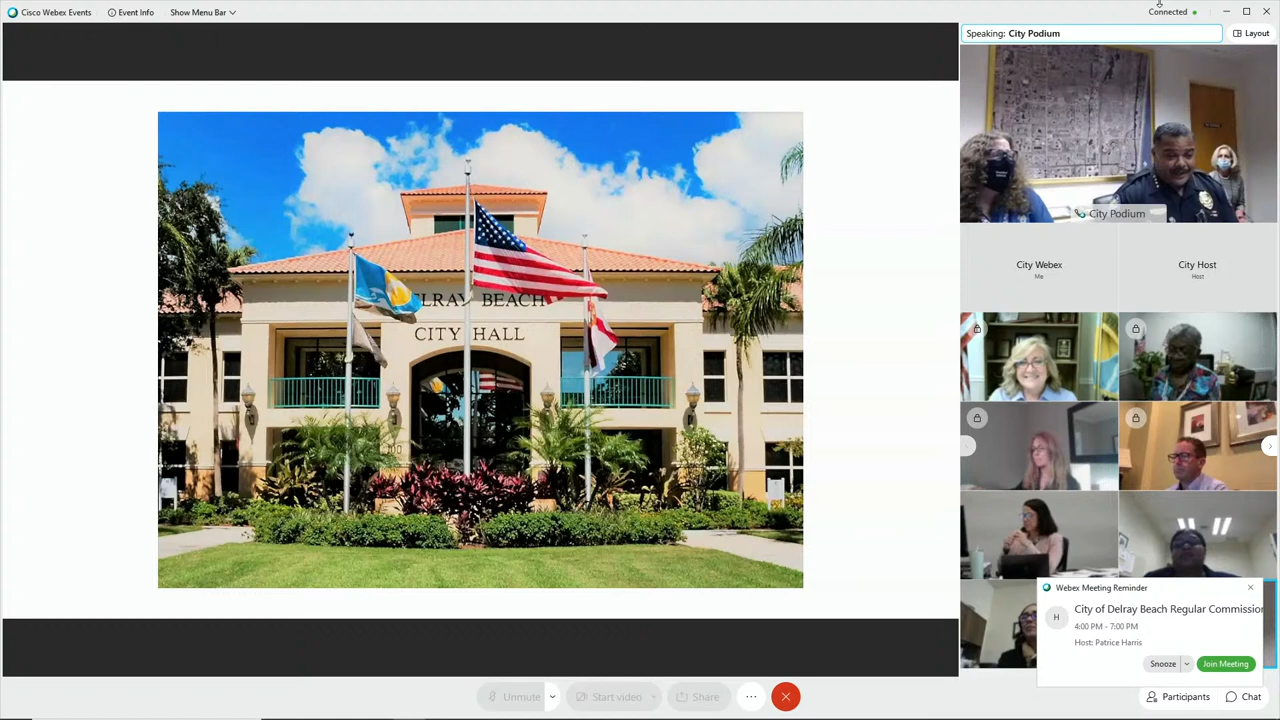 Cisco Webex Events
Event Info
Show Menu Bar
Connected
Speaking: City Podium
Layout
City Podium
City Webex
Me
City Host
Host
LRAY BEACH
CITY HALL
100
Webex Meeting Reminder
H
City of Delray Beach Regular Commission
4:00 PM - 7:00 PM
Host: Patrice Harris
Snooze
Join Meeting
Unmute
Start video
Share
Participants
Chat